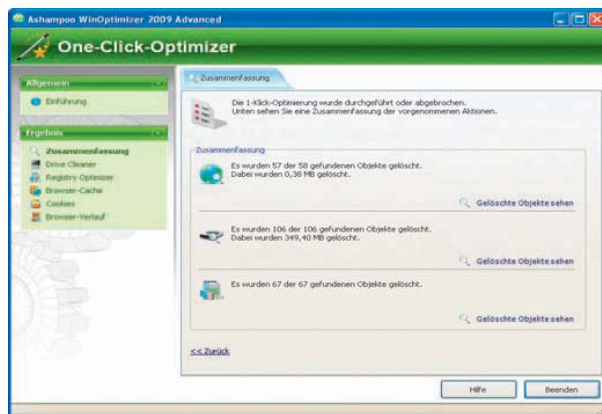 Ashampoo WinOptimizer 2009 Advanced
One-Click-Optimizer
Allgemein
Einführung
Ergebnis
Zusammenfassung
Drive Cleaner
Registry Optimizer
Browser-Cache
Cookies
Browser-Verlauf
Zusammenfassung
Die 1-Klick-Optimierung wurde durchgeführt oder abgebrochen.
Unten sehen Sie eine Zusammenfassung der vorgenommenen Aktionen.
Zusammenfassung
Es wurden 57 der 58 gefundenen Objekte gelöscht.
Dabei wurden 0,38 MB gelöscht.
Gelöschte Objekte sehen
Es wurden 106 der 106 gefundenen Objekte gelöscht.
Dabei wurden 349,40 MB gelöscht.
Gelöschte Objekte sehen
Es wurden 67 der 67 gefundenen Objekte gelöscht.
Gelöschte Objekte sehen
<< Zurück
Hilfe
Beenden